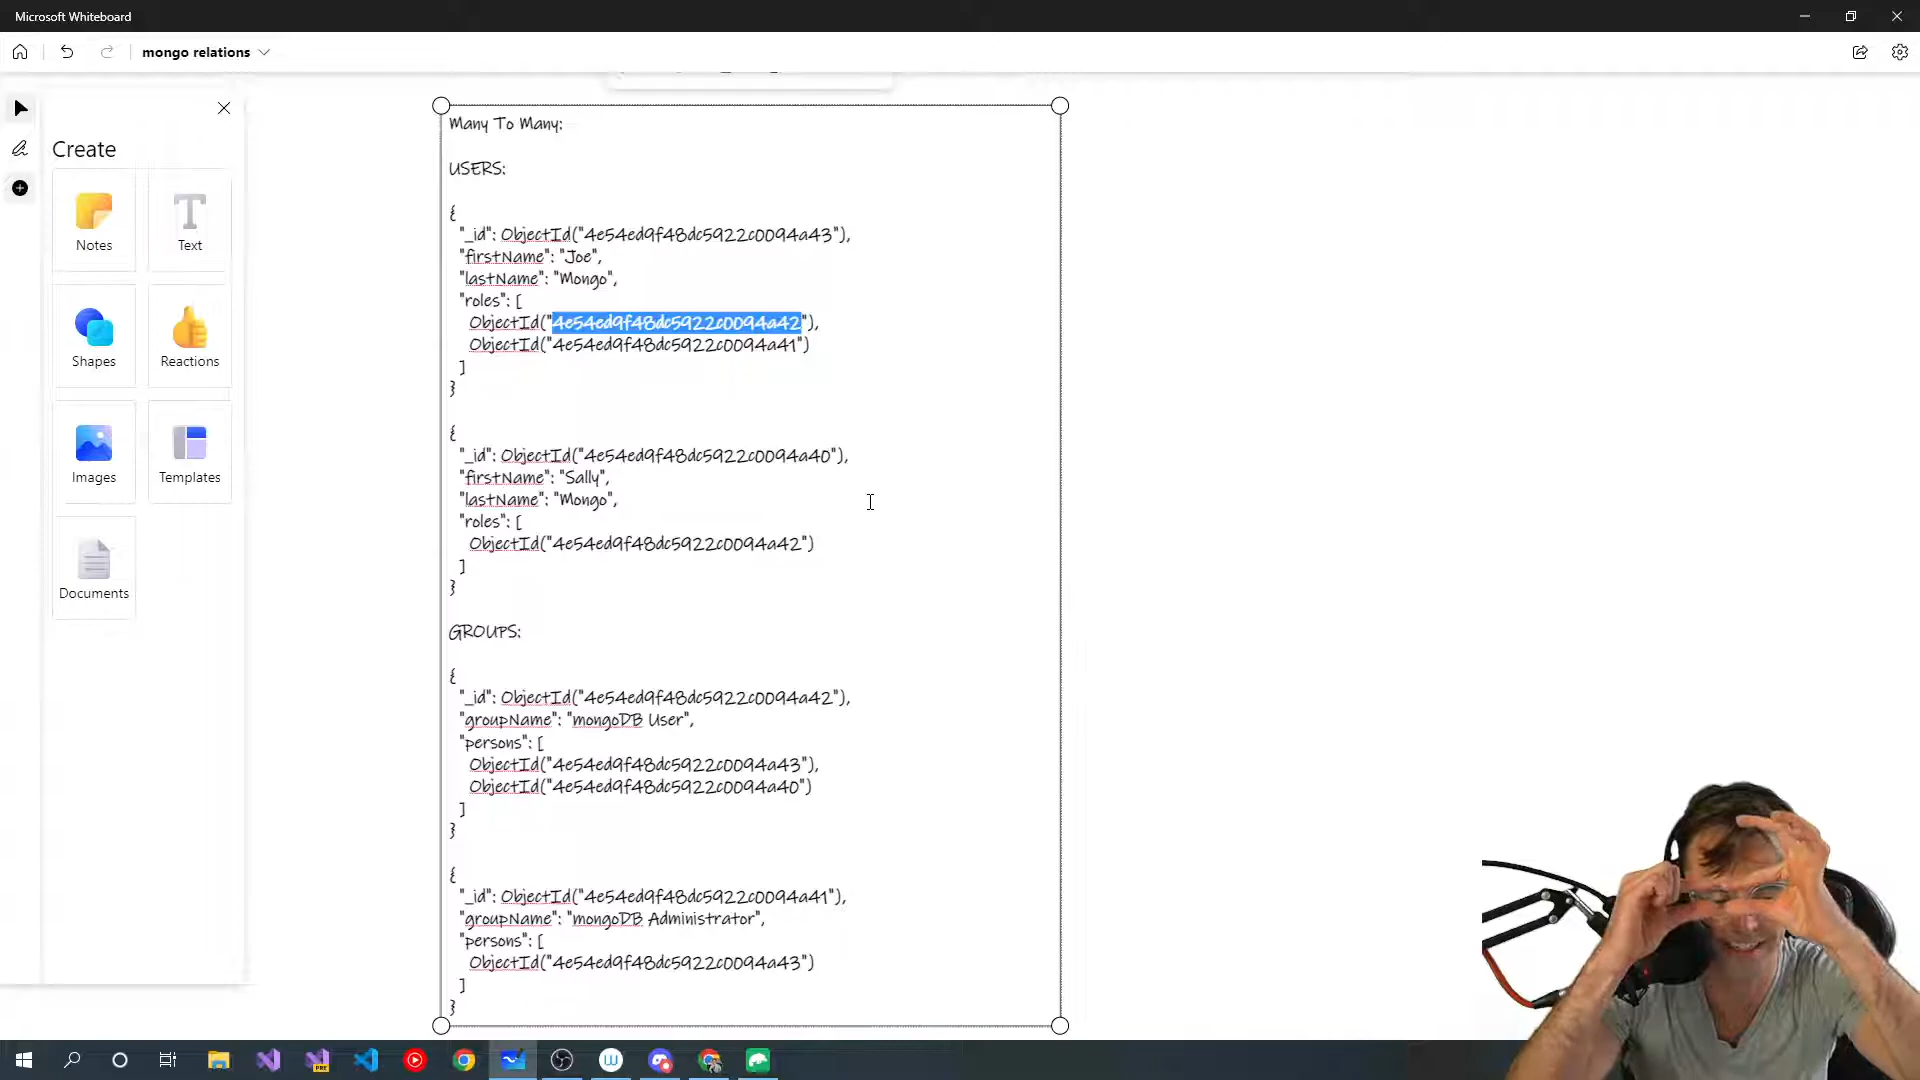 Microsoft Whiteboard
mongo relations
Create
Notes
Text
Shapes
Reactions
Images
Templates
Documents
Many To Many:
USERS:
{
"_id": ObjectId("4e54ed9f48dc5922c0094a43"),
"firstName": "Joe",
"lastName": "Mongo",
"roles": [
ObjectId("4e54ed9f48dc5922c0094a42"),
ObjectId("4e54ed9f48dc5922c0094a41")
]
}
{
"_id": ObjectId("4e54ed9f48dc5922c0094a40"),
"firstName": "Sally",
"lastName": "Mongo",
"roles": [
ObjectId("4e54ed9f48dc5922c0094a42")
]
}
GROUPS:
{
"_id": ObjectId("4e54ed9f48dc5922c0094a42"),
"groupName": "mongoDB User",
"persons": [
ObjectId("4e54ed9f48dc5922c0094a43"),
ObjectId("4e54ed9f48dc5922c0094a40")
]
}
{
"_id": ObjectId("4e54ed9f48dc5922c0094a41"),
"groupName": "mongoDB Administrator",
"persons": [
ObjectId("4e54ed9f48dc5922c0094a43")
]
}
PRE